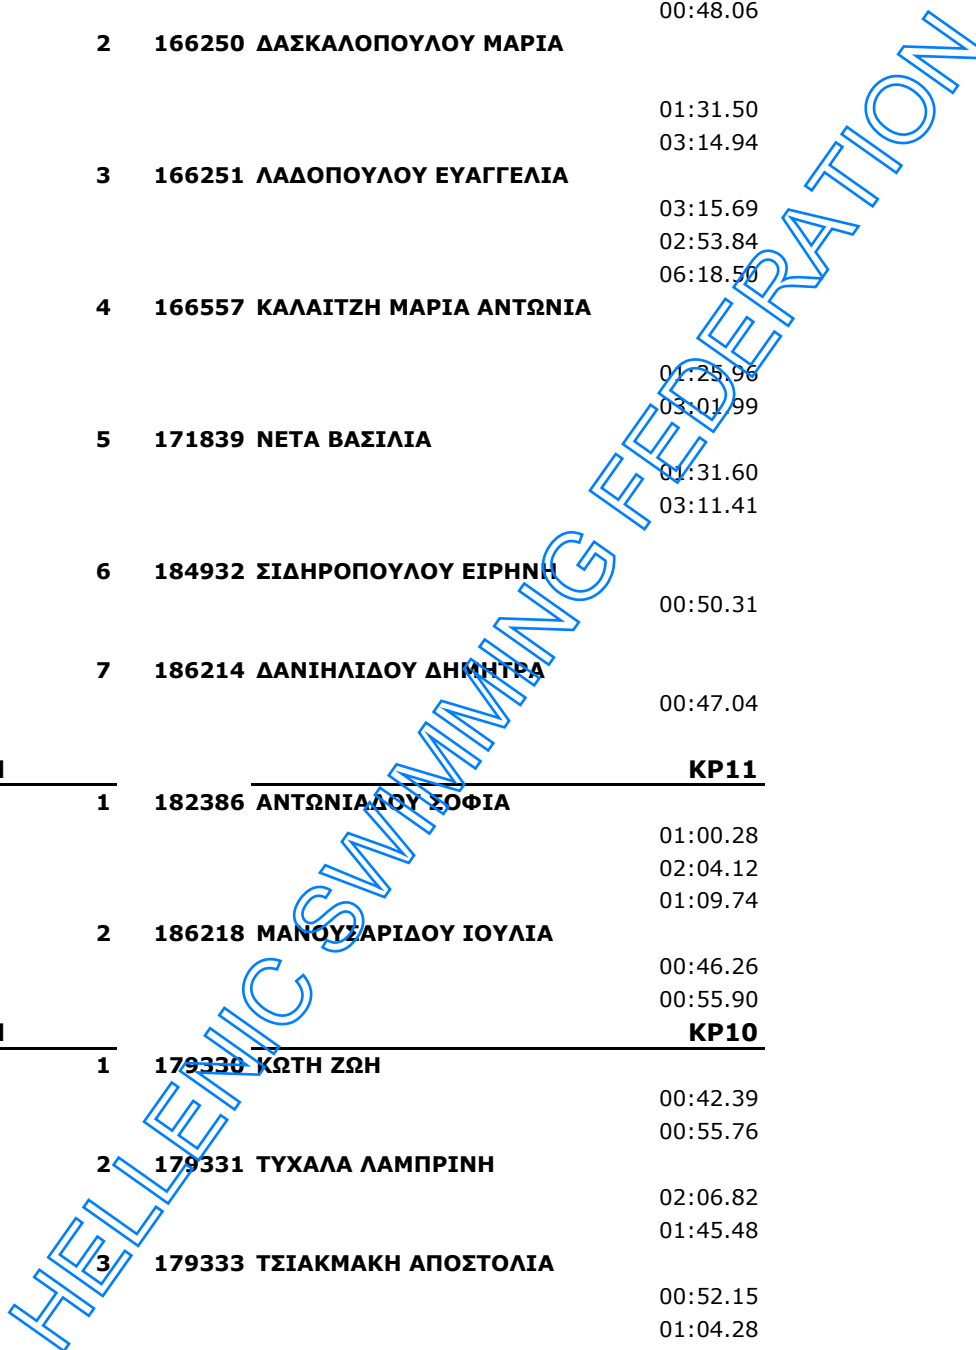 00:48.06
2 166250 ΔΑΣΚΑΛΟΠΟΥΛΟΥ ΜΑΡΙΑ
01:31.50
03:14.94
3 166251 ΛΑΔΟΠΟΥΛΟΥ ΕΥΑΓΓΕΛΙΑ
03:15.69
02:53.84
06:18.50
4 166557 ΚΑΛΑΙΤΖΗ ΜΑΡΙΑ ΑΝΤΩΝΙΑ
01:25.96
03:01.99
5 171839 ΝΕΤΑ ΒΑΣΙΛΙΑ
01:31.60
03:11.41
6 184932 ΣΙΔΗΡΟΠΟΥΛΟΥ ΕΙΡΗΝΗ
00:50.31
7 186214 ΔΑΝΙΗΛΙΔΟΥ ΔΗΜΗΤΡΑ
00:47.04
ΚΡ11
1 182386 ΑΝΤΩΝΙΑΔΟΥ ΣΟΦΙΑ
01:00.28
02:04.12
01:09.74
2 186218 ΜΑΝΟΥΣΑΡΙΔΟΥ ΙΟΥΛΙΑ
00:46.26
00:55.90
ΚΡ10
1 179330 ΚΩΤΗ ΖΩΗ
00:42.39
00:55.76
2 179331 ΤΥΧΑΛΑ ΛΑΜΠΡΙΝΗ
02:06.82
01:45.48
3 179333 ΤΣΙΑΚΜΑΚΗ ΑΠΟΣΤΟΛΙΑ
00:52.15
01:04.28
HELLENIC SWIMMING FEDERATION